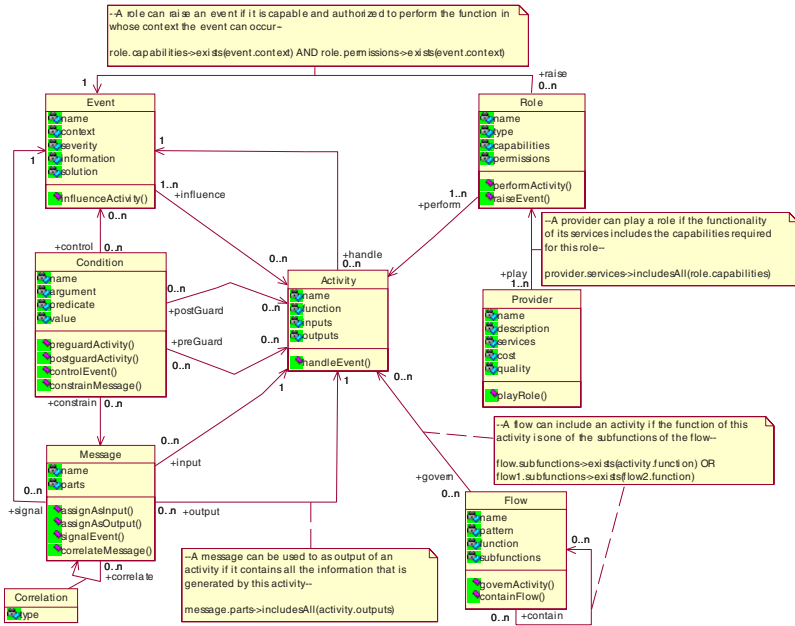 --A role can raise an event if it is capable and authorized to perform the function in
whose context the event can occur--
role.capabilities->exists(event.context) AND role.permissions->exists(event.context)
+raise
1
0..n
Event
name
context
severity
information
solution
influenceActivity()
Role
name
type
capabilities
permissions
performActivity()
raiseEvent()
1
1
1..n
+influence
0..n
+control
0..n
0..n
+handle
0..n
1..n
+perform
--A provider can play a role if the functionality
of its services includes the capabilities required
for this role--
provider.services->includesAll(role.capabilities)
+play
1..n
Condition
name
argument
predicate
value
preguardActivity()
postguardActivity()
controlEvent()
constrainMessage()
0..n
+postGuard
0..n
+preGuard
0..n
0..n
Activity
name
function
inputs
outputs
handleEvent()
Provider
name
description
services
cost
quality
playRole()
+constrain
0..n
1
1
0..n
--A flow can include an activity if the function of this
activity is one of the subfunctions of the flow--
flow.subfunctions->exists(activity.function) OR
flow1.subfunctions->exists(flow2.function)
Message
name
parts
assignAsInput()
assignAsOutput()
signalEvent()
correlateMessage()
0..n
+input
0..n
+signal
0..n
+output
+govern
0..n
Flow
name
pattern
function
subfunctions
governActivity()
containFlow()
0..n
0..n
+contain
--A message can be used to as output of an
activity if it contains all the information that is
generated by this activity--
message.parts->includesAll(activity.outputs)
0..n
+correlate
Correlation
type